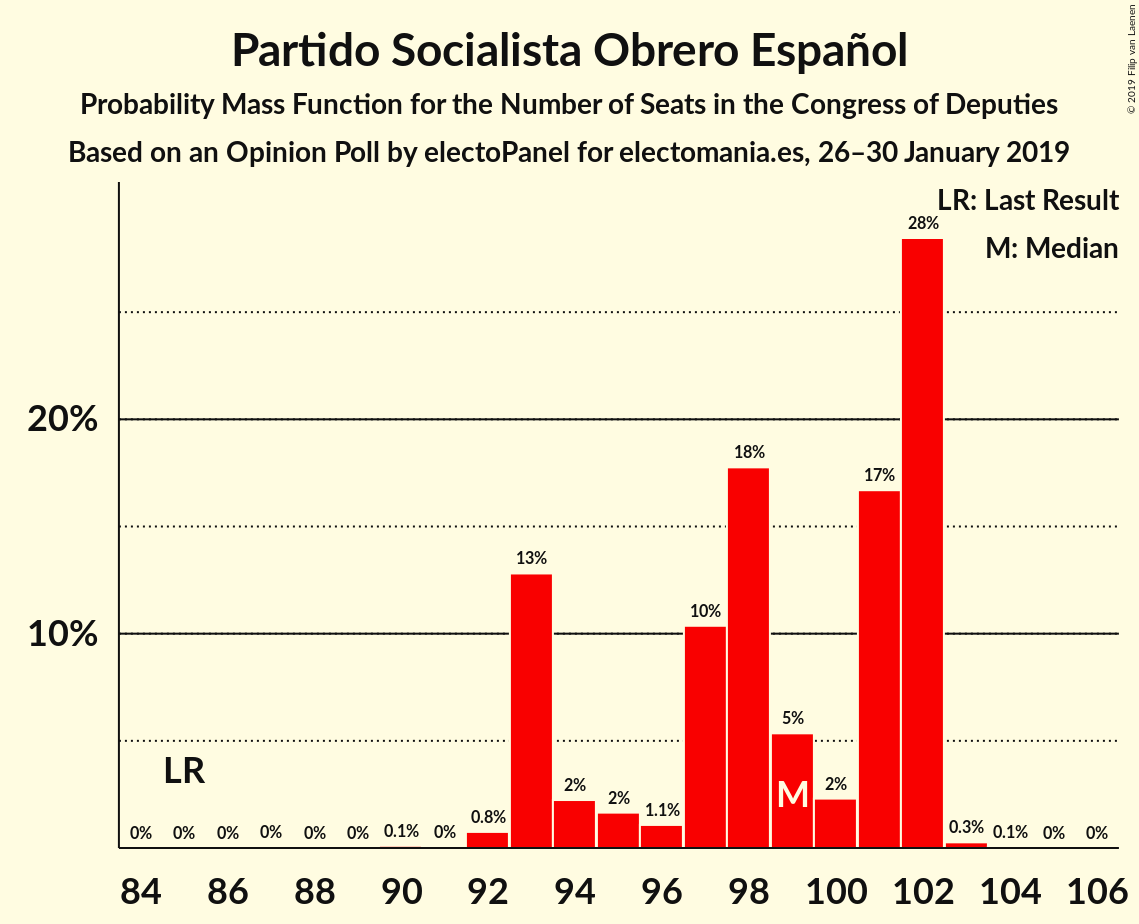 Partido Socialista Obrero Español
Probability Mass Function for the Number of Seats in the Congress of Deputies
Based on an Opinion Poll by electoPanel for electomania.es, 26–30 January 2019
© 2019 Filip van Laenen
LR: Last Result
M: Median
28%
20%
18%
17%
13%
10%
10%
5%
LR
M
0% 0% 0% 0% 0% 0% 0.1% 0% 0.8% 2% 2% 1.1% 2% 0.3% 0.1% 0% 0%
84 86 88 90 92 94 96 98 100 102 104 106